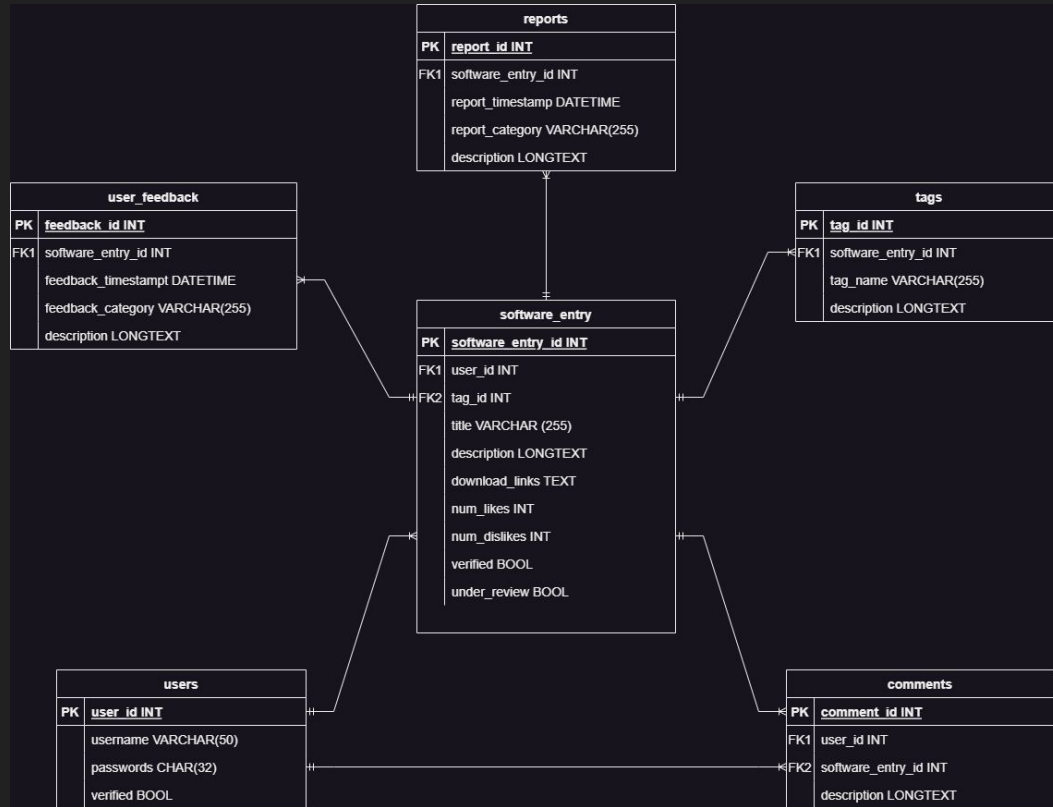 reports
PK report_id INT
FK1 software_entry_id INT
report_timestamp DATETIME
report_category VARCHAR(255)
description LONGTEXT
user_feedback
PK feedback_id INT
FK1 software_entry_id INT
feedback_timestampt DATETIME
feedback_category VARCHAR(255)
description LONGTEXT
tags
PK tag_id INT
FK1 software_entry_id INT
tag_name VARCHAR(255)
description LONGTEXT
software_entry
PK software_entry_id INT
FK1 user_id INT
FK2 tag_id INT
title VARCHAR (255)
description LONGTEXT
download_links TEXT
num_likes INT
num_dislikes INT
verified BOOL
under_review BOOL
users
PK user_id INT
username VARCHAR(50)
passwords CHAR(32)
verified BOOL
comments
PK comment_id INT
FK1 user_id INT
FK2 software_entry_id INT
description LONGTEXT